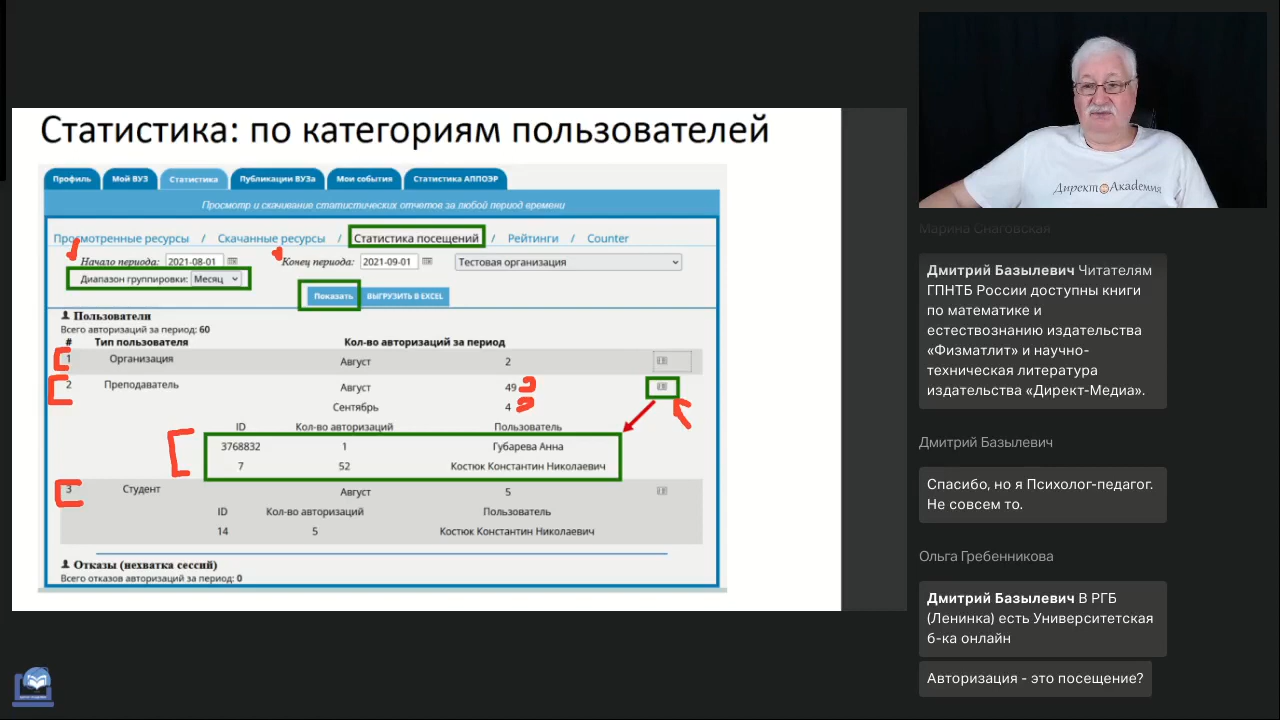 Статистика: по категориям пользователей
Профиль Мой ВУЗ Статистика Публикации ВУЗа Мои события Статистика АППОЭР
Просмотр и скачивание статистических отчетов за любой период времени
Просмотренные ресурсы / Скачанные ресурсы / Статистика посещений / Рейтинги / Counter
Начало периода: 2021-08-01 Конец периода: 2021-09-01 Тестовая организация
Диапазон группировки: Месяц
Показать ВЫГРУЗИТЬ В EXCEL
Пользователи
Всего авторизаций за период: 60
# Тип пользователя Кол-во авторизаций за период
1 Организация Август 2
2 Преподаватель Август 49
Сентябрь 4
ID Кол-во авторизаций Пользователь
3768832 1 Губарева Анна
7 52 Костюк Константин Николаевич
3 Студент Август 5
ID Кол-во авторизаций Пользователь
14 5 Костюк Константин Николаевич
Отказы (нехватка сессий)
Всего отказов авторизаций за период: 0
Директ Академия
Марина Снаговская
Дмитрий Базылевич Читателям
ГПНТБ России доступны книги
по математике и
естествознанию издательства
«Физматлит» и научно-
техническая литература
издательства «Директ-Медиа».
Дмитрий Базылевич
Спасибо, но я Психолог-педагог.
Не совсем то.
Ольга Гребенникова
Дмитрий Базылевич В РГБ
(Ленинка) есть Университетская
б-ка онлайн
Авторизация - это посещение?